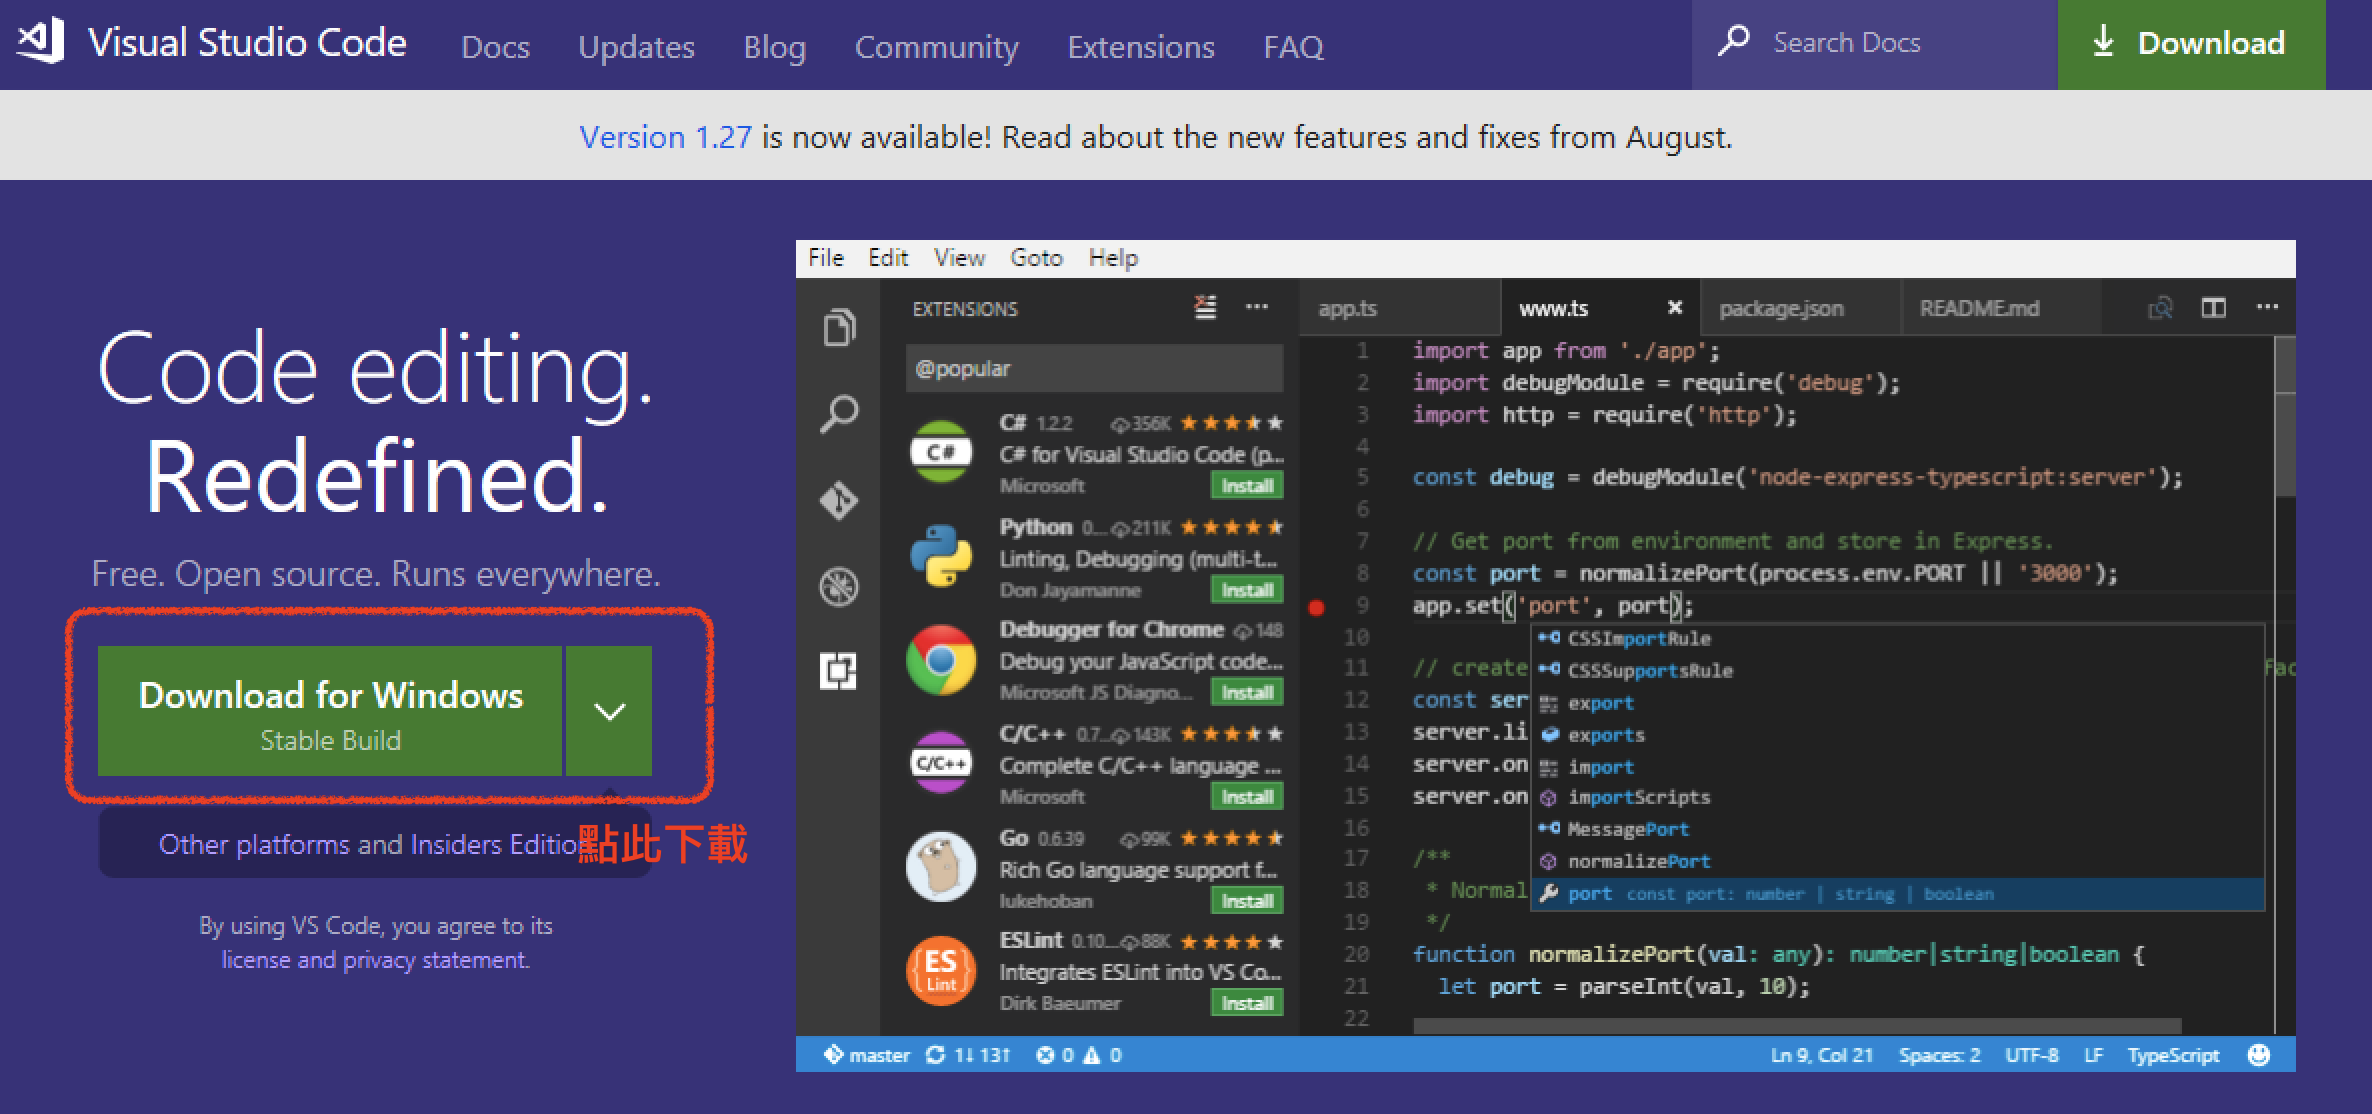 Visual Studio Code
Docs
Updates
Blog
Community
Extensions
FAQ
Search Docs
Download
Version 1.27 is now available! Read about the new features and fixes from August.
Code editing.
Redefined.
Free. Open source. Runs everywhere.
Download for Windows
Stable Build
Other platforms and Insiders Editio
點此下載
By using VS Code, you agree to its
license and privacy statement.
File Edit View Goto Help
EXTENSIONS
@popular
C# 1.2.2 356K
C# for Visual Studio Code (p...
Microsoft Install
C#
Python 0.... 211K
Linting, Debugging (multi-t...
Don Jayamanne Install
Debugger for Chrome 148
Debug your JavaScript code...
Microsoft JS Diagno... Install
C/C++ 0.7... 143K
Complete C/C++ language ...
Microsoft Install
C/C++
Go 0.6.39 99K
Rich Go language support f...
lukehoban Install
ESLint 0.10.... 88K
Integrates ESLint into VS Co...
Dirk Baeumer Install
ES
Lint
app.ts
www.ts
package.json
README.md
1 import app from './app';
2 import debugModule = require('debug');
3 import http = require('http');
4
5 const debug = debugModule('node-express-typescript:server');
6
7 // Get port from environment and store in Express.
8 const port = normalizePort(process.env.PORT || '3000');
9 app.set('port', port);
10
11 // create fac
12 const ser
13 server.li
14 server.on
15 server.on
16
17 /**
18 * Normal
19 */
20 function normalizePort(val: any): number|string|boolean {
21 let port = parseInt(val, 10);
22
CSSImportRule
CSSSupportsRule
export
exports
import
importScripts
MessagePort
normalizePort
port const port: number | string | boolean
master 1↓ 13↑ 0 0
Ln 9, Col 21 Spaces: 2 UTF-8 LF TypeScript